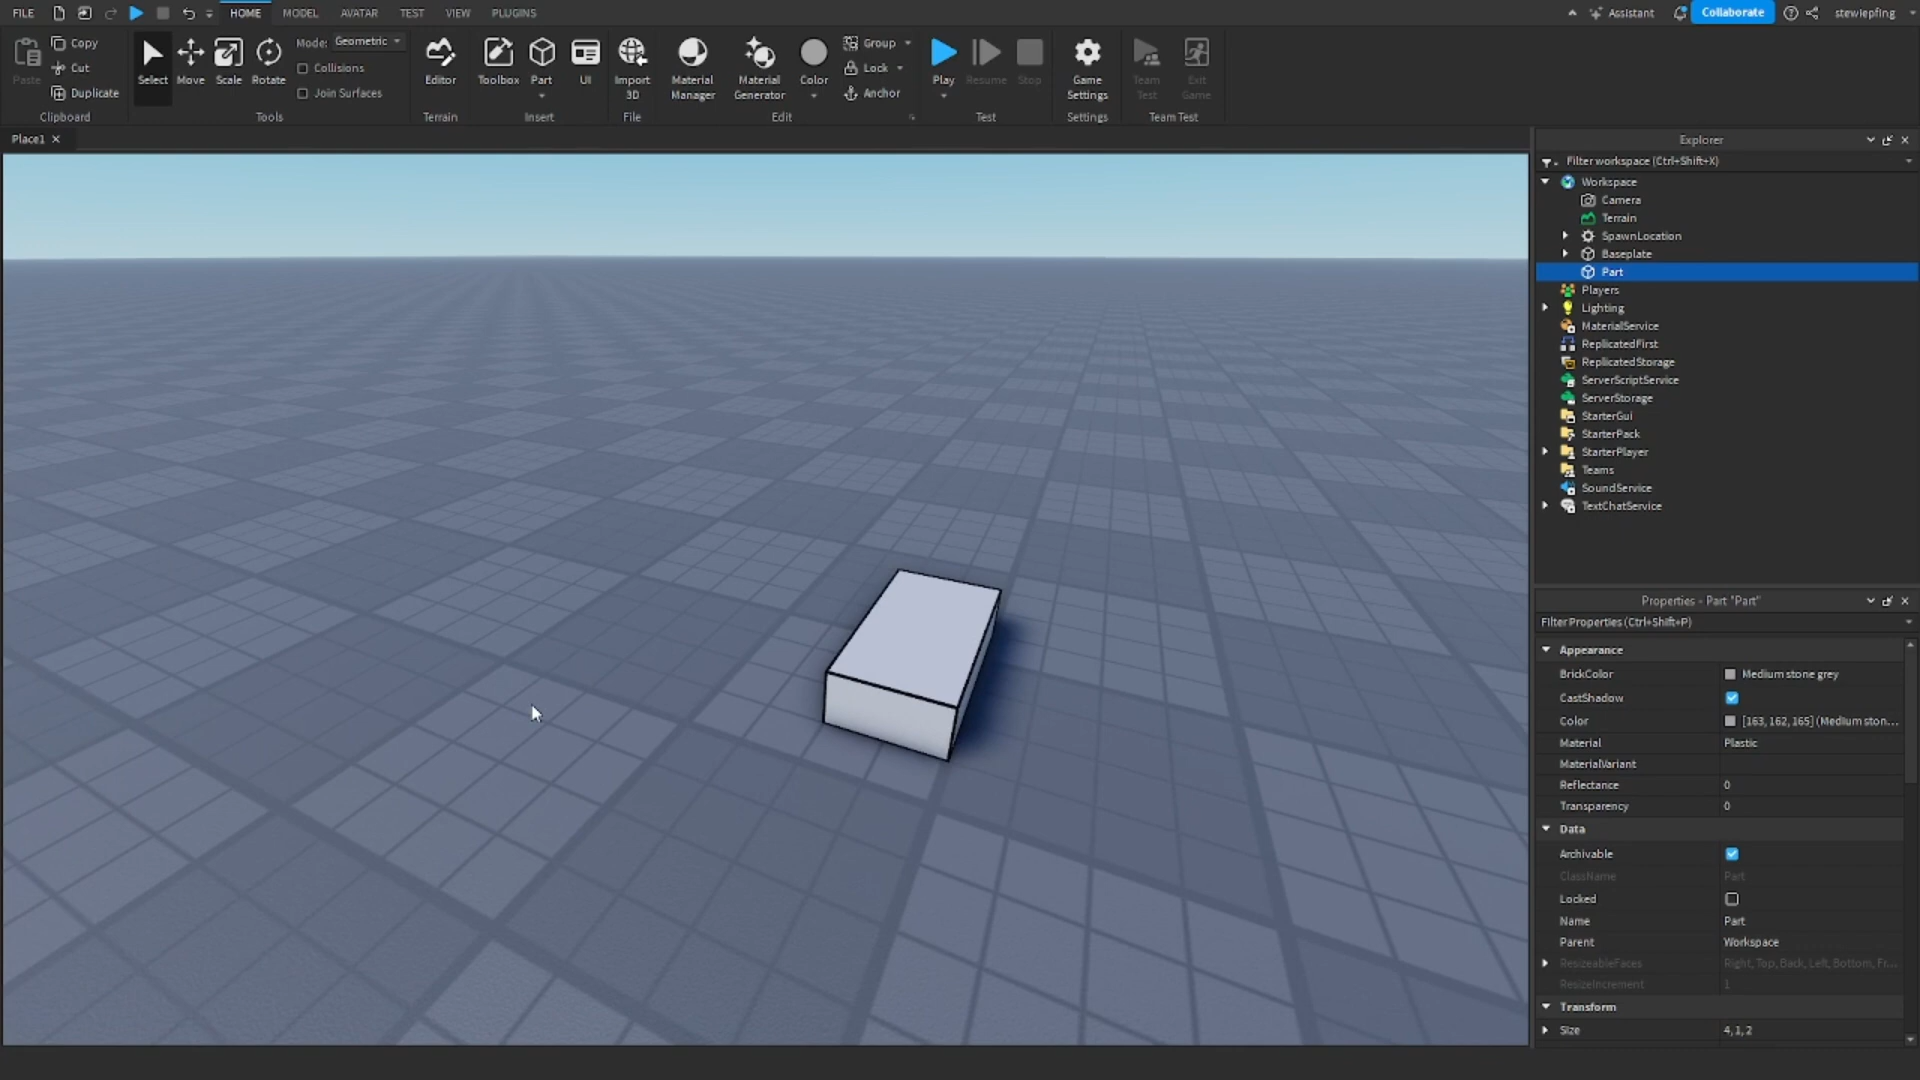 FILE HOME MODEL AVATAR TEST VIEW PLUGINS Assistant Collaborate stewiepfing
Paste Copy Cut Duplicate
Clipboard
Select Move Scale Rotate
Mode: Geometric
Collisions
Join Surfaces
Tools
Editor
Terrain
Toolbox Part UI
Insert
Import 3D
File
Material Manager
Material Generator
Color
Group
Lock
Anchor
Edit
Play Resume Stop
Test
Game Settings
Settings
Team Test
Exit Game
Team Test
Place1
Explorer
Filter workspace (Ctrl+Shift+X)
Workspace
Camera
Terrain
SpawnLocation
Baseplate
Part
Players
Lighting
MaterialService
ReplicatedFirst
ReplicatedStorage
ServerScriptService
ServerStorage
StarterGui
StarterPack
StarterPlayer
Teams
SoundService
TextChatService
Properties - Part "Part"
Filter Properties (Ctrl+Shift+P)
Appearance
BrickColor Medium stone grey
CastShadow
Color [163, 162, 165] (Medium ston...
Material Plastic
MaterialVariant
Reflectance 0
Transparency 0
Data
Archivable
ClassName Part
Locked
Name Part
Parent Workspace
ResizeableFaces Right, Top, Back, Left, Bottom, Fr...
ResizeIncrement 1
Transform
Size 4, 1, 2